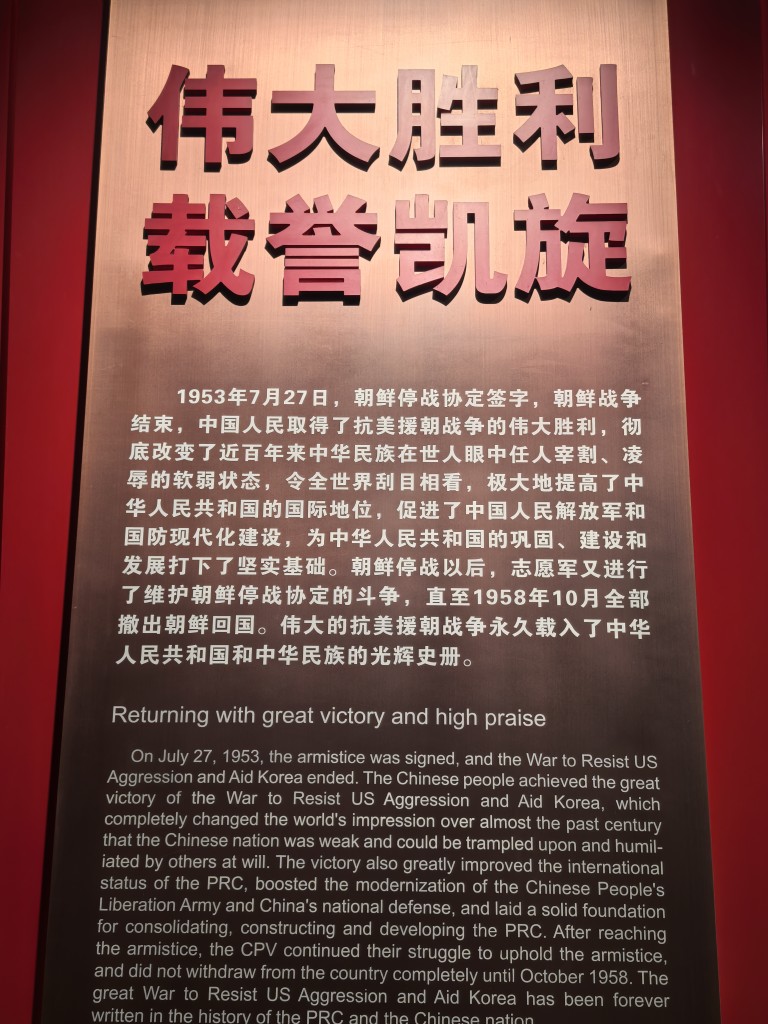 伟大胜利
载誉凯旋
1953年7月27日，朝鲜停战协定签字，朝鲜战争
结束，中国人民取得了抗美援朝战争的伟大胜利，彻
底改变了近百年来中华民族在世人眼中任人宰割、凌
辱的软弱状态，令全世界刮目相看，极大地提高了中
华人民共和国的国际地位，促进了中国人民解放军和
国防现代化建设，为中华人民共和国的巩固、建设和
发展打下了坚实基础。朝鲜停战以后，志愿军又进行
了维护朝鲜停战协定的斗争，直至1958年10月全部
撤出朝鲜回国。伟大的抗美援朝战争永久载入了中华
人民共和国和中华民族的光辉史册。
Returning with great victory and high praise
On July 27, 1953, the armistice was signed, and the War to Resist US
Aggression and Aid Korea ended. The Chinese people achieved the great
victory of the War to Resist US Aggression and Aid Korea, which
completely changed the world's impression over almost the past century
that the Chinese nation was weak and could be trampled upon and humil-
iated by others at will. The victory also greatly improved the international
status of the PRC, boosted the modernization of the Chinese People's
Liberation Army and China's national defense, and laid a solid foundation
for consolidating, constructing and developing the PRC. After reaching
the armistice, the CPV continued their struggle to uphold the armistice,
and did not withdraw from the country completely until October 1958. The
great War to Resist US Aggression and Aid Korea has been forever
written in the history of the PRC and the Chinese nation.